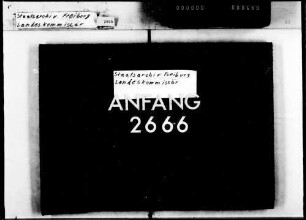 Staatsarchiv Freiburg
Landeskommissär
Staatsarchiv Freiburg
Landeskommissär
ANFANG
2666